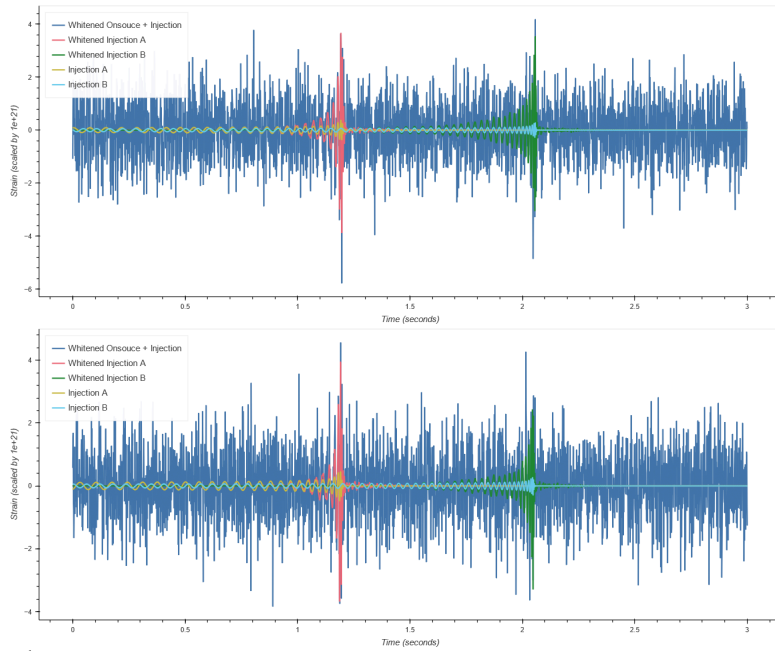 Strain (scaled by 1e+21)
4
2
0
−2
−4
−6
Whitened Onsouce + Injection
Whitened Injection A
Whitened Injection B
Injection A
Injection B
0 0.5 1 1.5 2 2.5 3
Time (seconds)
Strain (scaled by 1e+21)
4
2
0
−2
−4
Whitened Onsouce + Injection
Whitened Injection A
Whitened Injection B
Injection A
Injection B
0 0.5 1 1.5 2 2.5 3
Time (seconds)